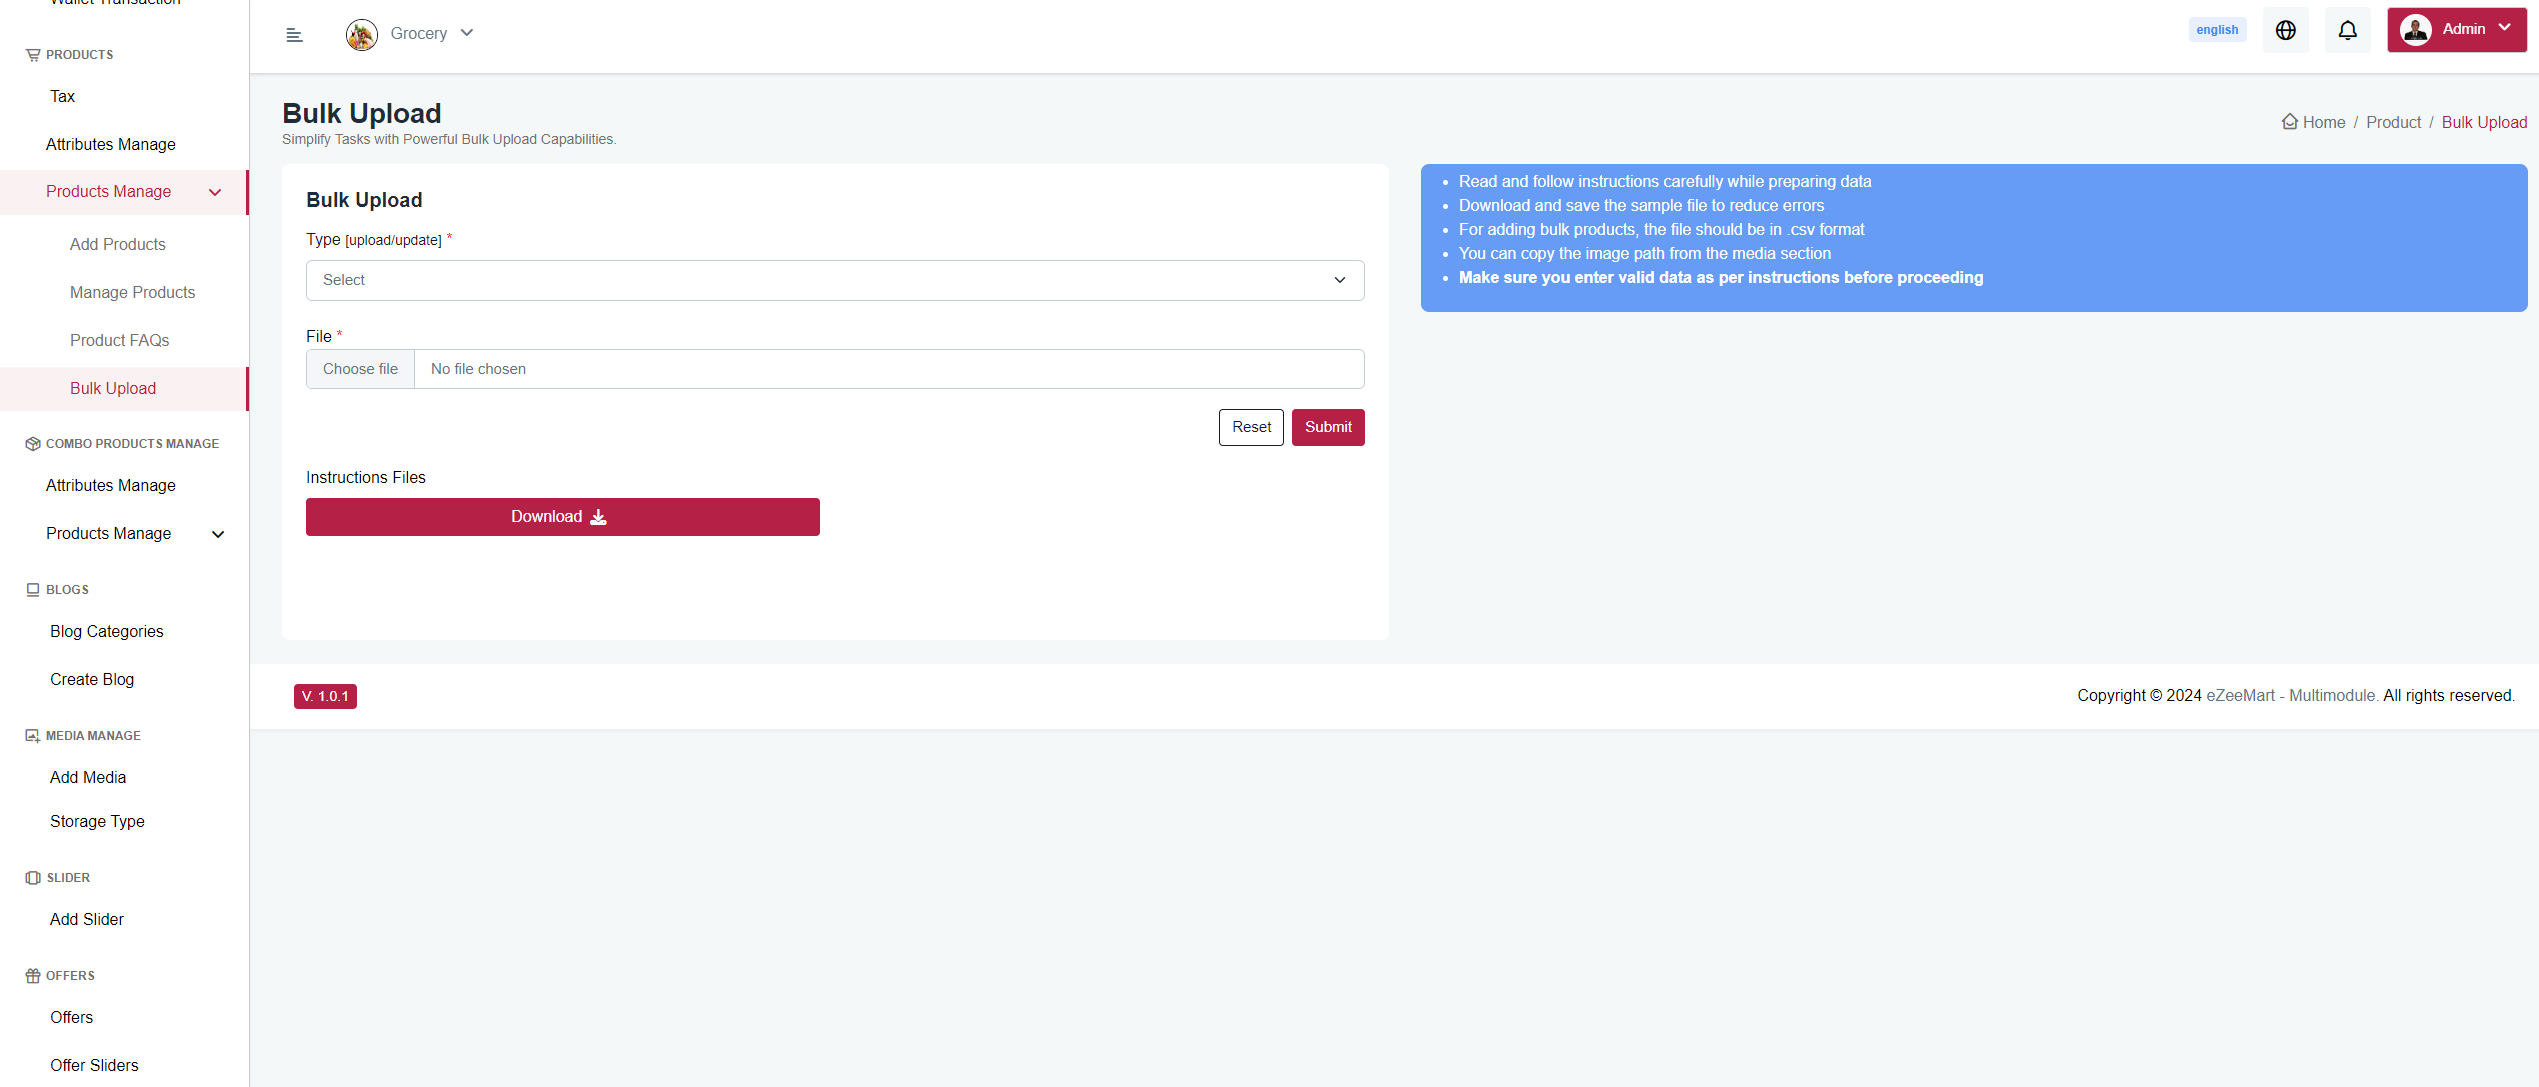 Wallet Transaction
PRODUCTS
Tax
Attributes Manage
Products Manage
Add Products
Manage Products
Product FAQs
Bulk Upload
COMBO PRODUCTS MANAGE
Attributes Manage
Products Manage
BLOGS
Blog Categories
Create Blog
MEDIA MANAGE
Add Media
Storage Type
SLIDER
Add Slider
OFFERS
Offers
Offer Sliders
Grocery
english
Admin
Bulk Upload
Simplify Tasks with Powerful Bulk Upload Capabilities.
Home / Product / Bulk Upload
Bulk Upload
Type [upload/update] *
Select
File *
Choose file No file chosen
Reset Submit
Instructions Files
Download
• Read and follow instructions carefully while preparing data
• Download and save the sample file to reduce errors
• For adding bulk products, the file should be in .csv format
• You can copy the image path from the media section
• Make sure you enter valid data as per instructions before proceeding
V. 1.0.1
Copyright © 2024 eZeeMart - Multimodule. All rights reserved.